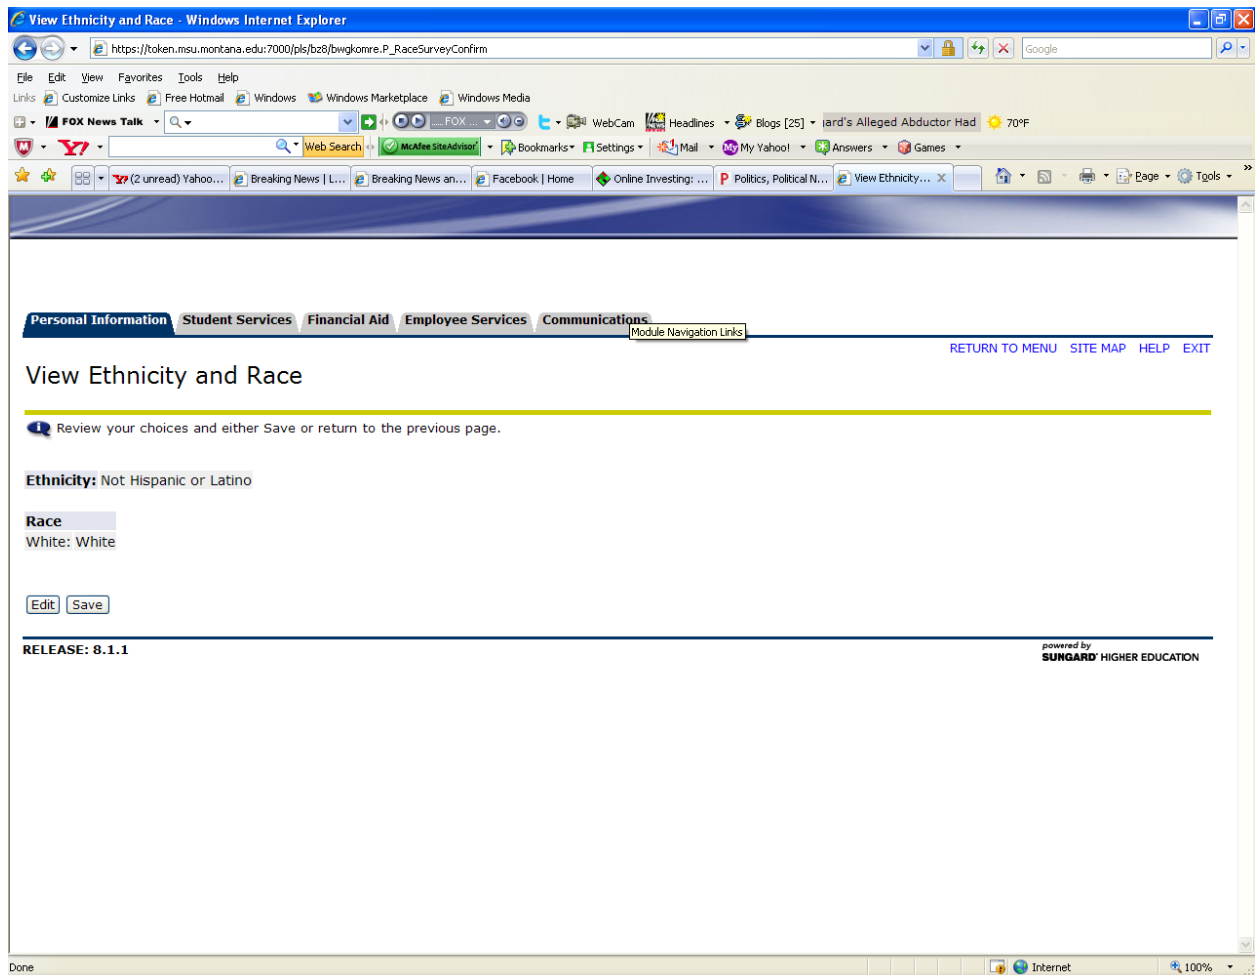 View Ethnicity and Race - Windows Internet Explorer
https://token.msu.montana.edu:7000/pls/bz8/bwgkomre.P_RaceSurveyConfirm Google
File Edit View Favorites Tools Help
Links Customize Links Free Hotmail Windows Windows Marketplace Windows Media
FOX News Talk .....FOX ... WebCam Headlines Blogs [25] ard's Alleged Abductor Had 70°F
Y! Web Search McAfee SiteAdvisor Bookmarks Settings Mail My Yahoo! Answers Games
(2 unread) Yahoo... Breaking News | L... Breaking News an... Facebook | Home Online Investing: ... Politics, Political N... View Ethnicity... X Page Tools »
Personal Information Student Services Financial Aid Employee Services Communications
Module Navigation Links
RETURN TO MENU SITE MAP HELP EXIT
View Ethnicity and Race
Review your choices and either Save or return to the previous page.
Ethnicity: Not Hispanic or Latino
Race
White: White
Edit Save
RELEASE: 8.1.1
powered by
SUNGARD' HIGHER EDUCATION
Done Internet 100%